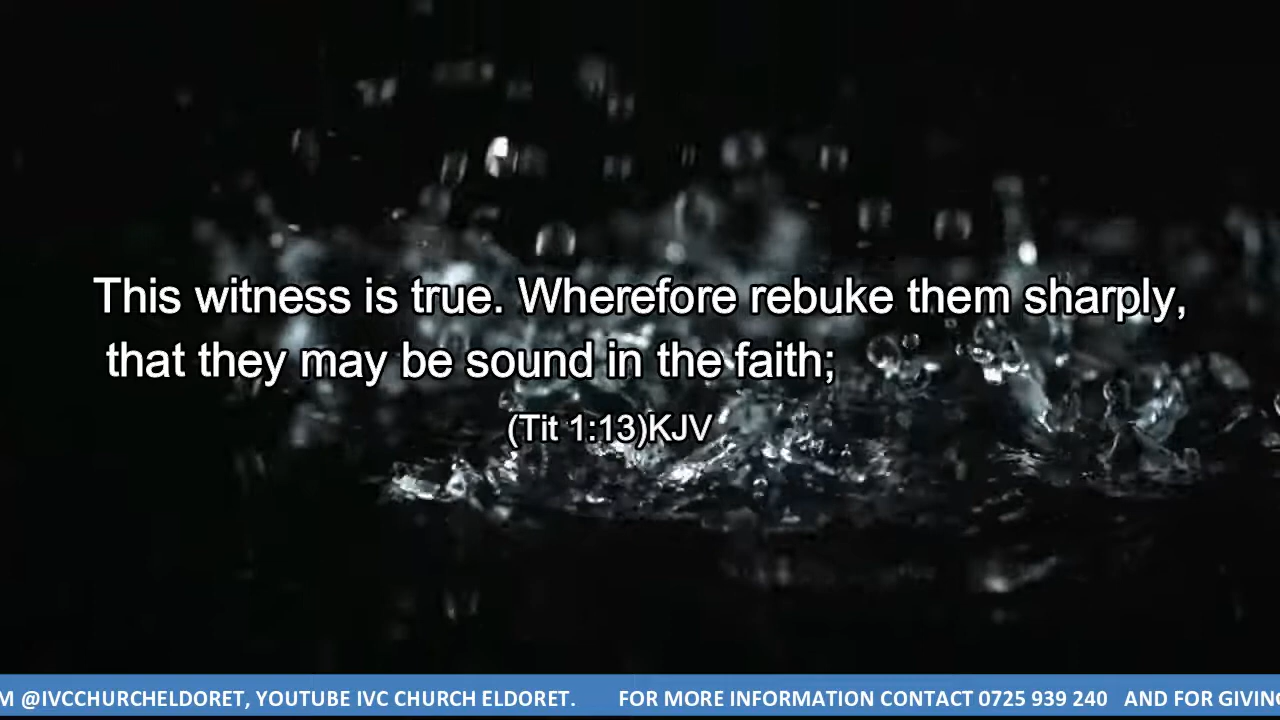 This witness is true. Wherefore rebuke them sharply,
that they may be sound in the faith;
(Tit 1:13)KJV
M @IVCCHURCHELDORET, YOUTUBE IVC CHURCH ELDORET. FOR MORE INFORMATION CONTACT 0725 939 240 AND FOR GIVING